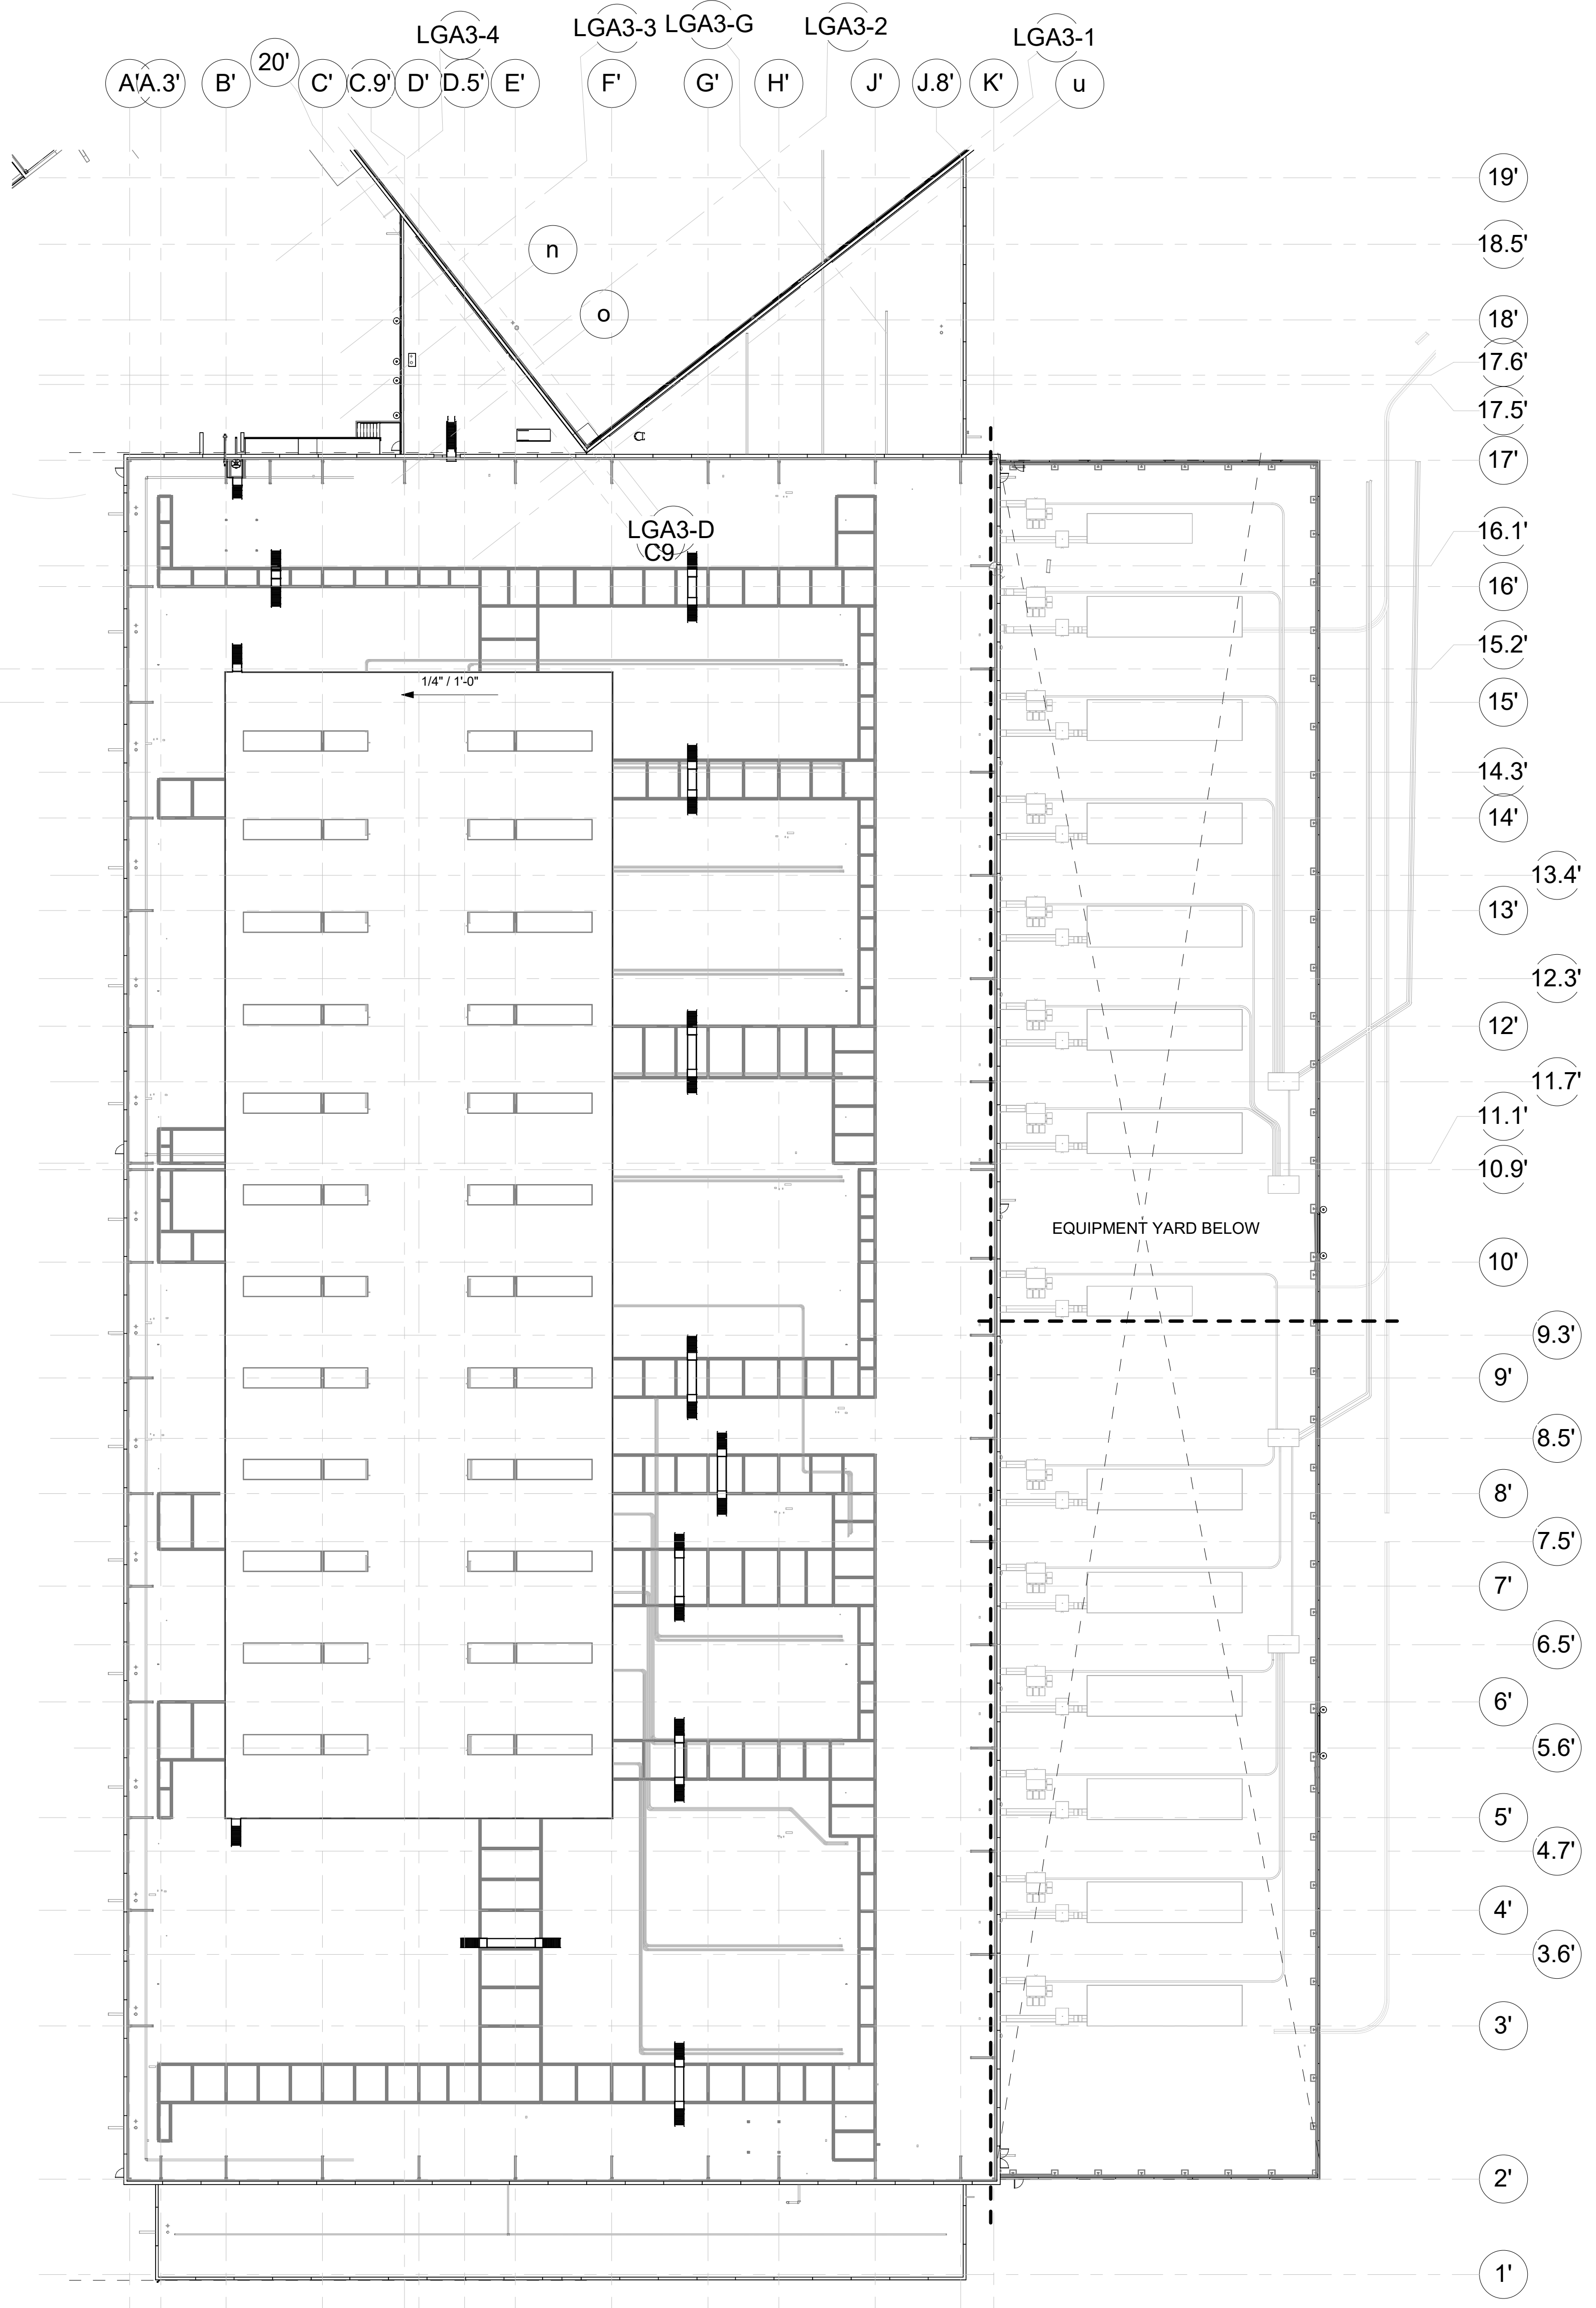 LGA3-4
LGA3-3
LGA3-G
LGA3-2
LGA3-1
20'
A'
A.3'
B'
C'
C.9'
D'
D.5'
E'
F'
G'
H'
J'
J.8'
K'
u
19'
18.5'
n
o
18'
17.6'
17.5'
17'
LGA3-D
C9
16.1'
16'
15.2'
1/4" / 1'-0"
15'
14.3'
14'
13.4'
13'
12.3'
12'
11.7'
11.1'
10.9'
EQUIPMENT YARD BELOW
10'
9.3'
9'
8.5'
8'
7.5'
7'
6.5'
6'
5.6'
5'
4.7'
4'
3.6'
3'
2'
1'